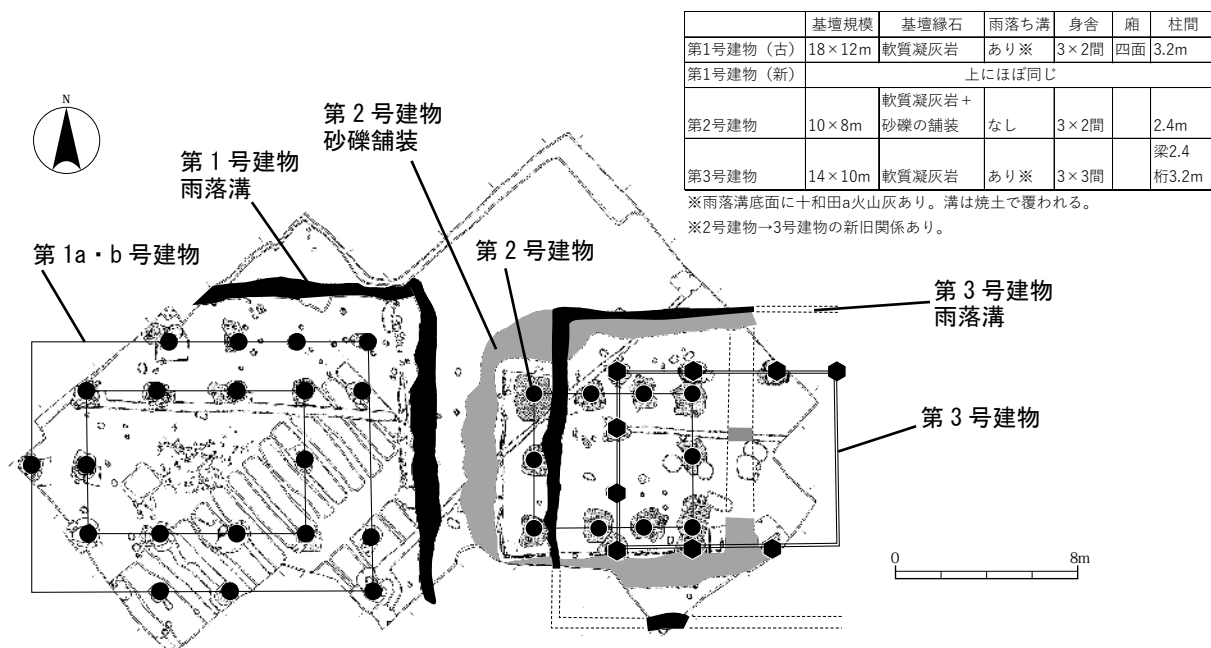 基壇規模 基壇縁石 雨落ち溝 身舎 廂 柱間
第1号建物（古） 18×12m 軟質凝灰岩 あり※ 3×2間 四面 3.2m
第1号建物（新） 上にほぼ同じ
第2号建物 10×8m 軟質凝灰岩＋ 砂礫の舗装 なし 3×2間 2.4m
第3号建物 14×10m 軟質凝灰岩 あり※ 3×3間 梁2.4 桁3.2m
※雨落溝底面に十和田a火山灰あり。溝は焼土で覆われる。
※2号建物→3号建物の新旧関係あり。
N
第2号建物
砂礫舗装
第1号建物
雨落溝
第1a・b号建物
第2号建物
第3号建物
雨落溝
第3号建物
0 8m